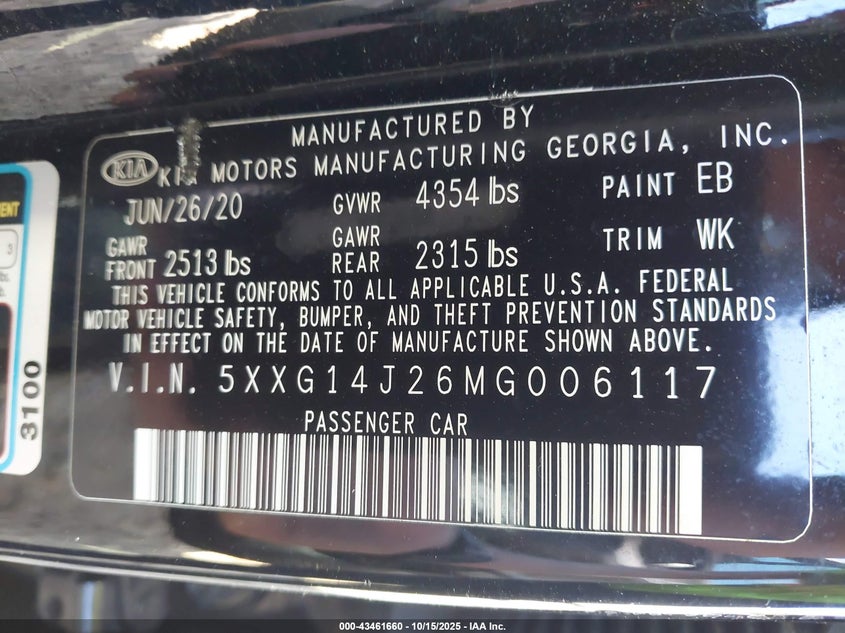 MANUFACTURED BY
KIA MOTORS MANUFACTURING GEORGIA, INC.
KIA
JUN/26/20 GVWR 4354 lbs PAINT EB
GAWR FRONT 2513 lbs GAWR REAR 2315 lbs TRIM WK
THIS VEHICLE CONFORMS TO ALL APPLICABLE U.S.A. FEDERAL
MOTOR VEHICLE SAFETY, BUMPER, AND THEFT PREVENTION STANDARDS
IN EFFECT ON THE DATE OF MANUFACTURE SHOWN ABOVE.
V.I.N. 5XXG14J26MG006117
PASSENGER CAR
3100
000-43461660 - 10/15/2025 - IAA Inc.